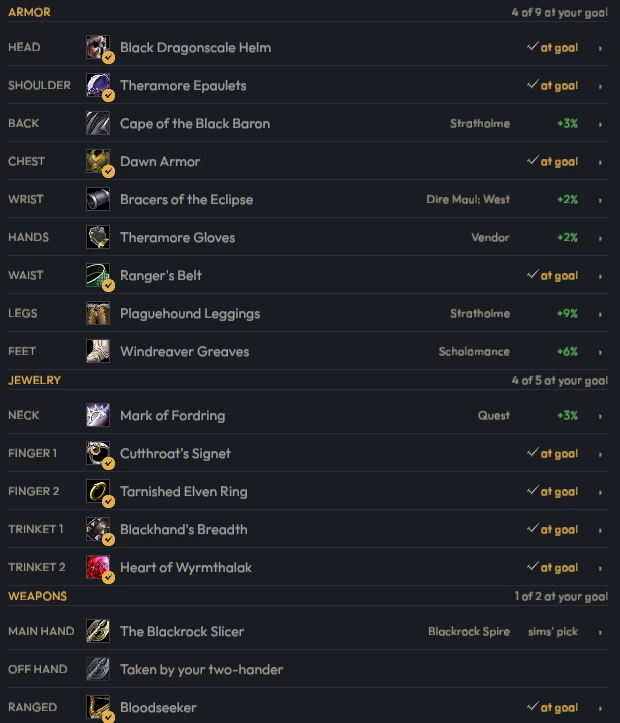 ARMOR 4 of 9 at your goal
HEAD Black Dragonscale Helm at goal
SHOULDER Theramore Epaulets at goal
BACK Cape of the Black Baron Stratholme +3%
CHEST Dawn Armor at goal
WRIST Bracers of the Eclipse Dire Maul: West +2%
HANDS Theramore Gloves Vendor +2%
WAIST Ranger's Belt at goal
LEGS Plaguehound Leggings Stratholme +9%
FEET Windreaver Greaves Scholomance +6%
JEWELRY 4 of 5 at your goal
NECK Mark of Fordring Quest +3%
FINGER 1 Cutthroat's Signet at goal
FINGER 2 Tarnished Elven Ring at goal
TRINKET 1 Blackhand's Breadth at goal
TRINKET 2 Heart of Wyrmthalak at goal
WEAPONS 1 of 2 at your goal
MAIN HAND The Blackrock Slicer Blackrock Spire sims' pick
OFF HAND Taken by your two-hander
RANGED Bloodseeker at goal